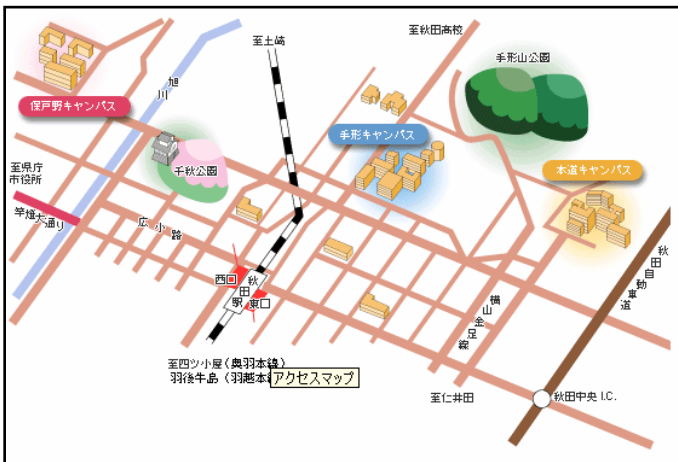 至土崎
至秋田高校
手形山公園
旭川
保戸野キャンパス
手形キャンパス
至県庁
市役所
千秋公園
本道キャンパス
竿燈大通り
広小路
西口
秋田駅
東口
横山金足線
秋田自動車道
至四ツ小屋(奥羽本線)
羽後牛島(羽越本線
アクセスマップ
至仁井田
秋田中央 I.C.